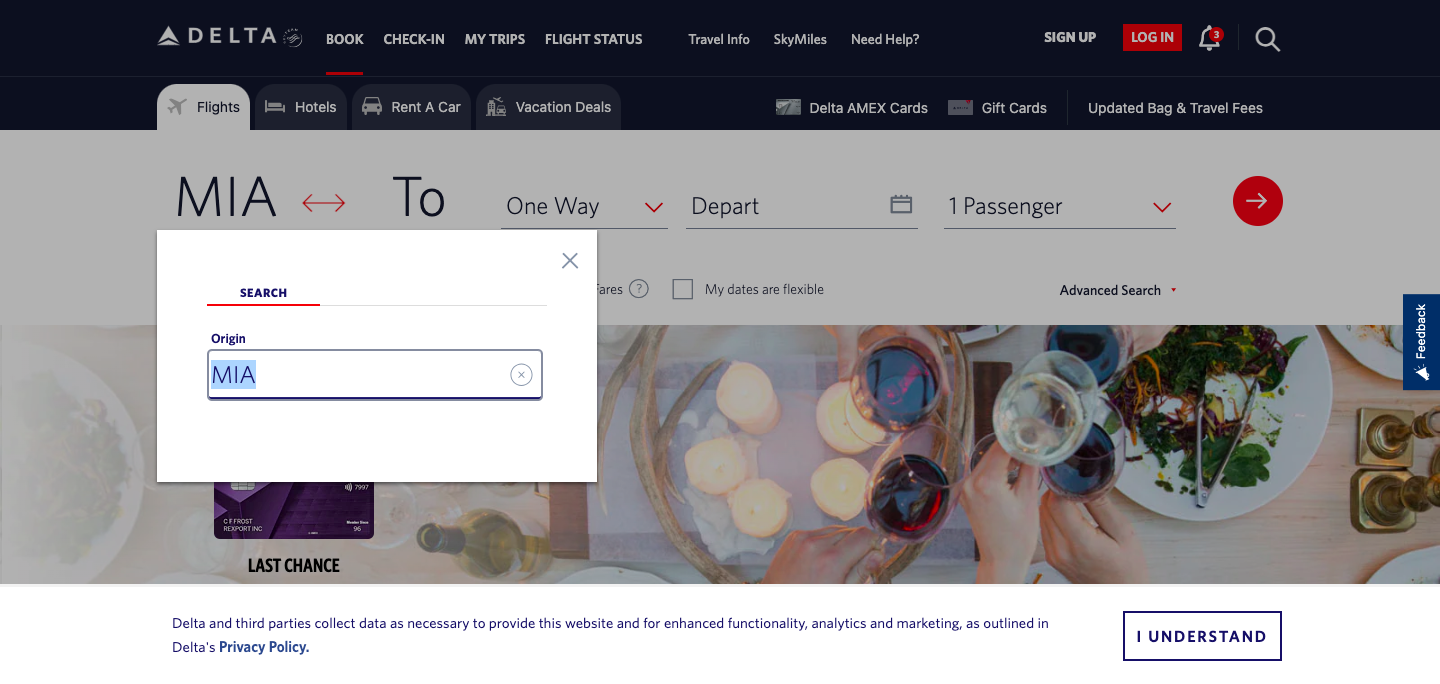 DELTA
BOOK
CHECK-IN
MY TRIPS
FLIGHT STATUS
Travel Info
SkyMiles
Need Help?
SIGN UP
LOG IN
3
Flights
Hotels
Rent A Car
Vacation Deals
Delta AMEX Cards
Gift Cards
Updated Bag & Travel Fees
MIA
To
One Way
Depart
1 Passenger
SEARCH
Origin
MIA
Fares
?
My dates are flexible
Advanced Search
Feedback
7997
C F FROST
REXPORT INC
Member Since
96
LAST CHANCE
Delta and third parties collect data as necessary to provide this website and for enhanced functionality, analytics and marketing, as outlined in
Delta's Privacy Policy.
I UNDERSTAND